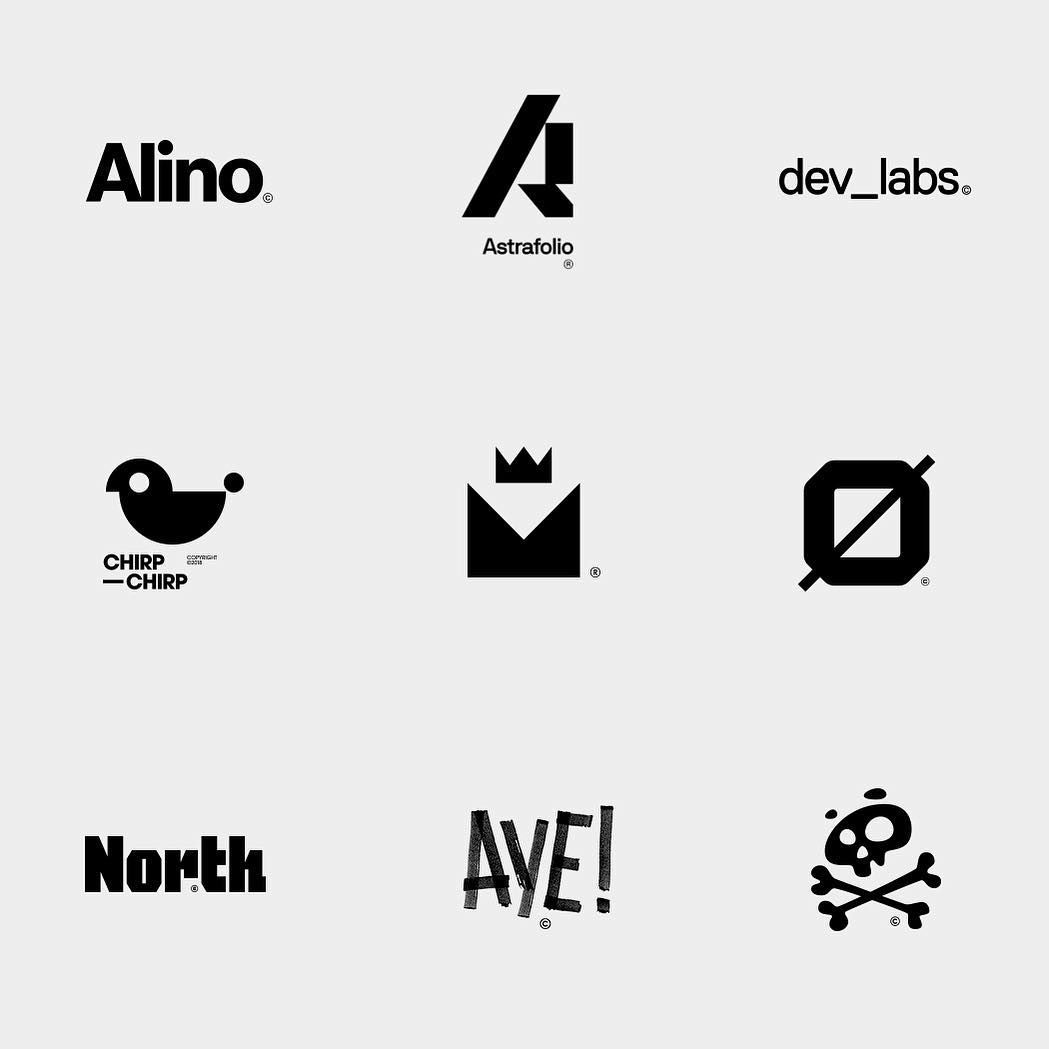 Alino©
Astrafolio
®
dev_labs©
CHIRP
—CHIRP
COPYRIGHT
©2018
®
Ø
©
North
®
AYE!
©
©